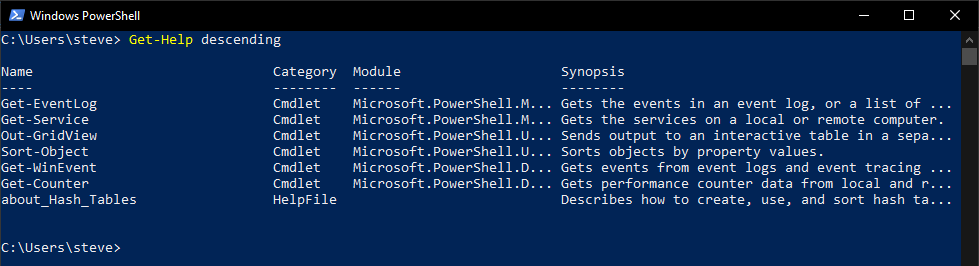 Windows PowerShell
C:\Users\steve> Get-Help descending
Name Category Module Synopsis
---- -------- ------ --------
Get-EventLog Cmdlet Microsoft.PowerShell.M... Gets the events in an event log, or a list of ...
Get-Service Cmdlet Microsoft.PowerShell.M... Gets the services on a local or remote computer.
Out-GridView Cmdlet Microsoft.PowerShell.U... Sends output to an interactive table in a sepa...
Sort-Object Cmdlet Microsoft.PowerShell.U... Sorts objects by property values.
Get-WinEvent Cmdlet Microsoft.PowerShell.D... Gets events from event logs and event tracing ...
Get-Counter Cmdlet Microsoft.PowerShell.D... Gets performance counter data from local and r...
about_Hash_Tables HelpFile Describes how to create, use, and sort hash ta...
C:\Users\steve>